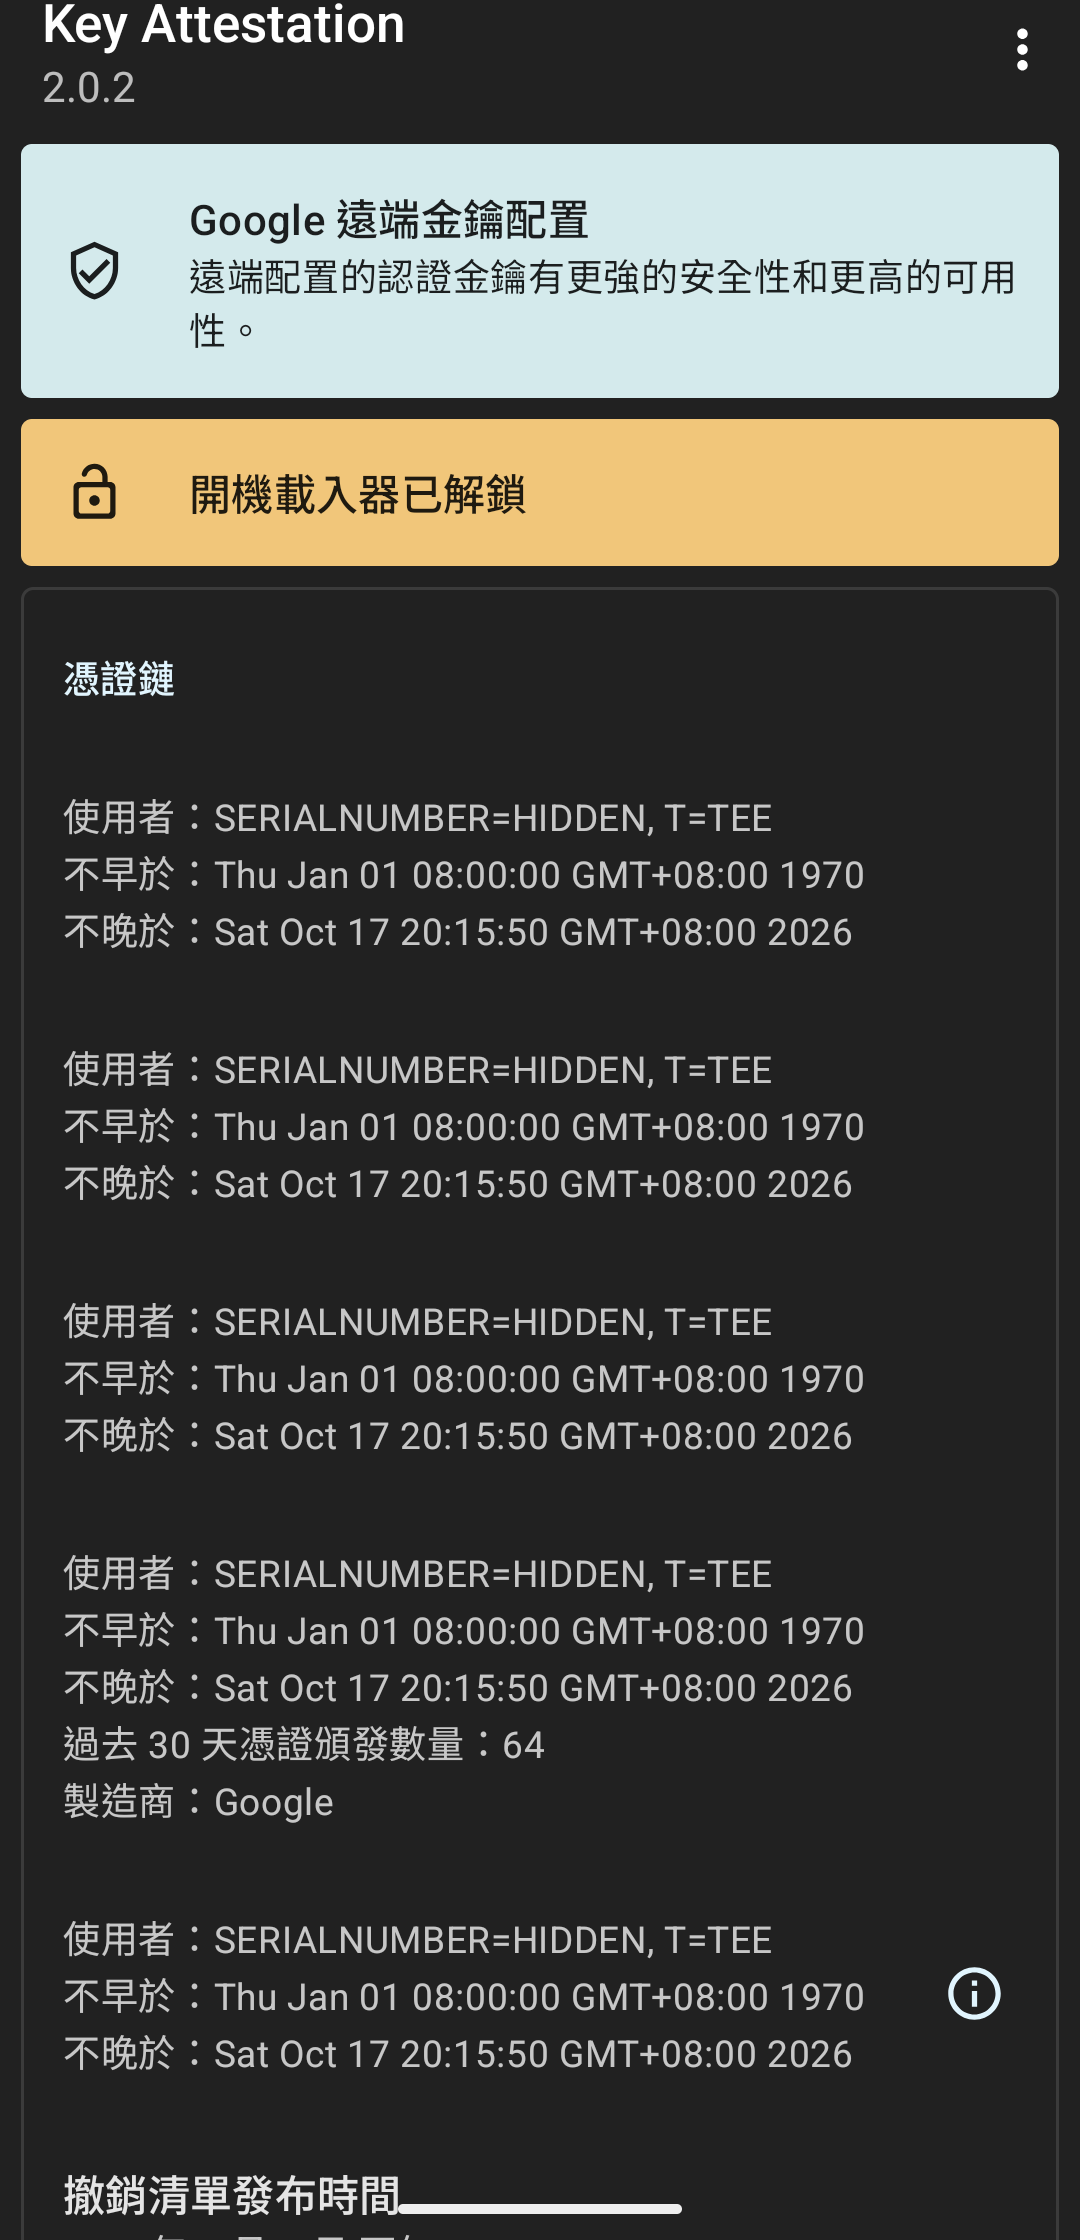 Key Attestation
2.0.2
Google 遠端金鑰配置
遠端配置的認證金鑰有更強的安全性和更高的可用
性。
開機載入器已解鎖
憑證鏈
使用者：SERIALNUMBER=HIDDEN, T=TEE
不早於：Thu Jan 01 08:00:00 GMT+08:00 1970
不晚於：Sat Oct 17 20:15:50 GMT+08:00 2026
使用者：SERIALNUMBER=HIDDEN, T=TEE
不早於：Thu Jan 01 08:00:00 GMT+08:00 1970
不晚於：Sat Oct 17 20:15:50 GMT+08:00 2026
使用者：SERIALNUMBER=HIDDEN, T=TEE
不早於：Thu Jan 01 08:00:00 GMT+08:00 1970
不晚於：Sat Oct 17 20:15:50 GMT+08:00 2026
使用者：SERIALNUMBER=HIDDEN, T=TEE
不早於：Thu Jan 01 08:00:00 GMT+08:00 1970
不晚於：Sat Oct 17 20:15:50 GMT+08:00 2026
過去 30 天憑證頒發數量：64
製造商：Google
使用者：SERIALNUMBER=HIDDEN, T=TEE
不早於：Thu Jan 01 08:00:00 GMT+08:00 1970
不晚於：Sat Oct 17 20:15:50 GMT+08:00 2026
撤銷清單發布時間